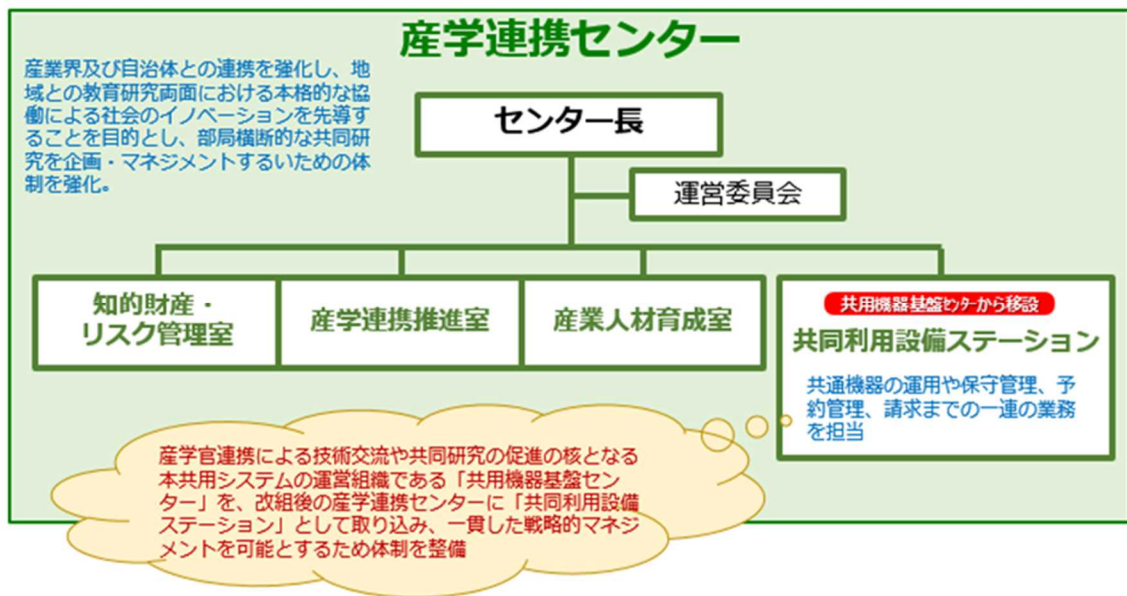 産学連携センター
産業界及び自治体との連携を強化し、地
域との教育研究両面における本格的な協
働による社会のイノベーションを先導す
ることを目的とし、部局横断的な共同研
究を企画・マネジメントするいための体
制を強化。
センター長
運営委員会
知的財産・
リスク管理室
産学連携推進室
産業人材育成室
共用機器基盤センターから移設
共同利用設備ステーション
共通機器の運用や保守管理、予
約管理、請求までの一連の業務
を担当
産学官連携による技術交流や共同研究の促進の核となる
本共用システムの運営組織である「共用機器基盤セン
ター」を、改組後の産学連携センターに「共同利用設備
ステーション」として取り込み、一貫した戦略的マネジ
メントを可能とするため体制を整備